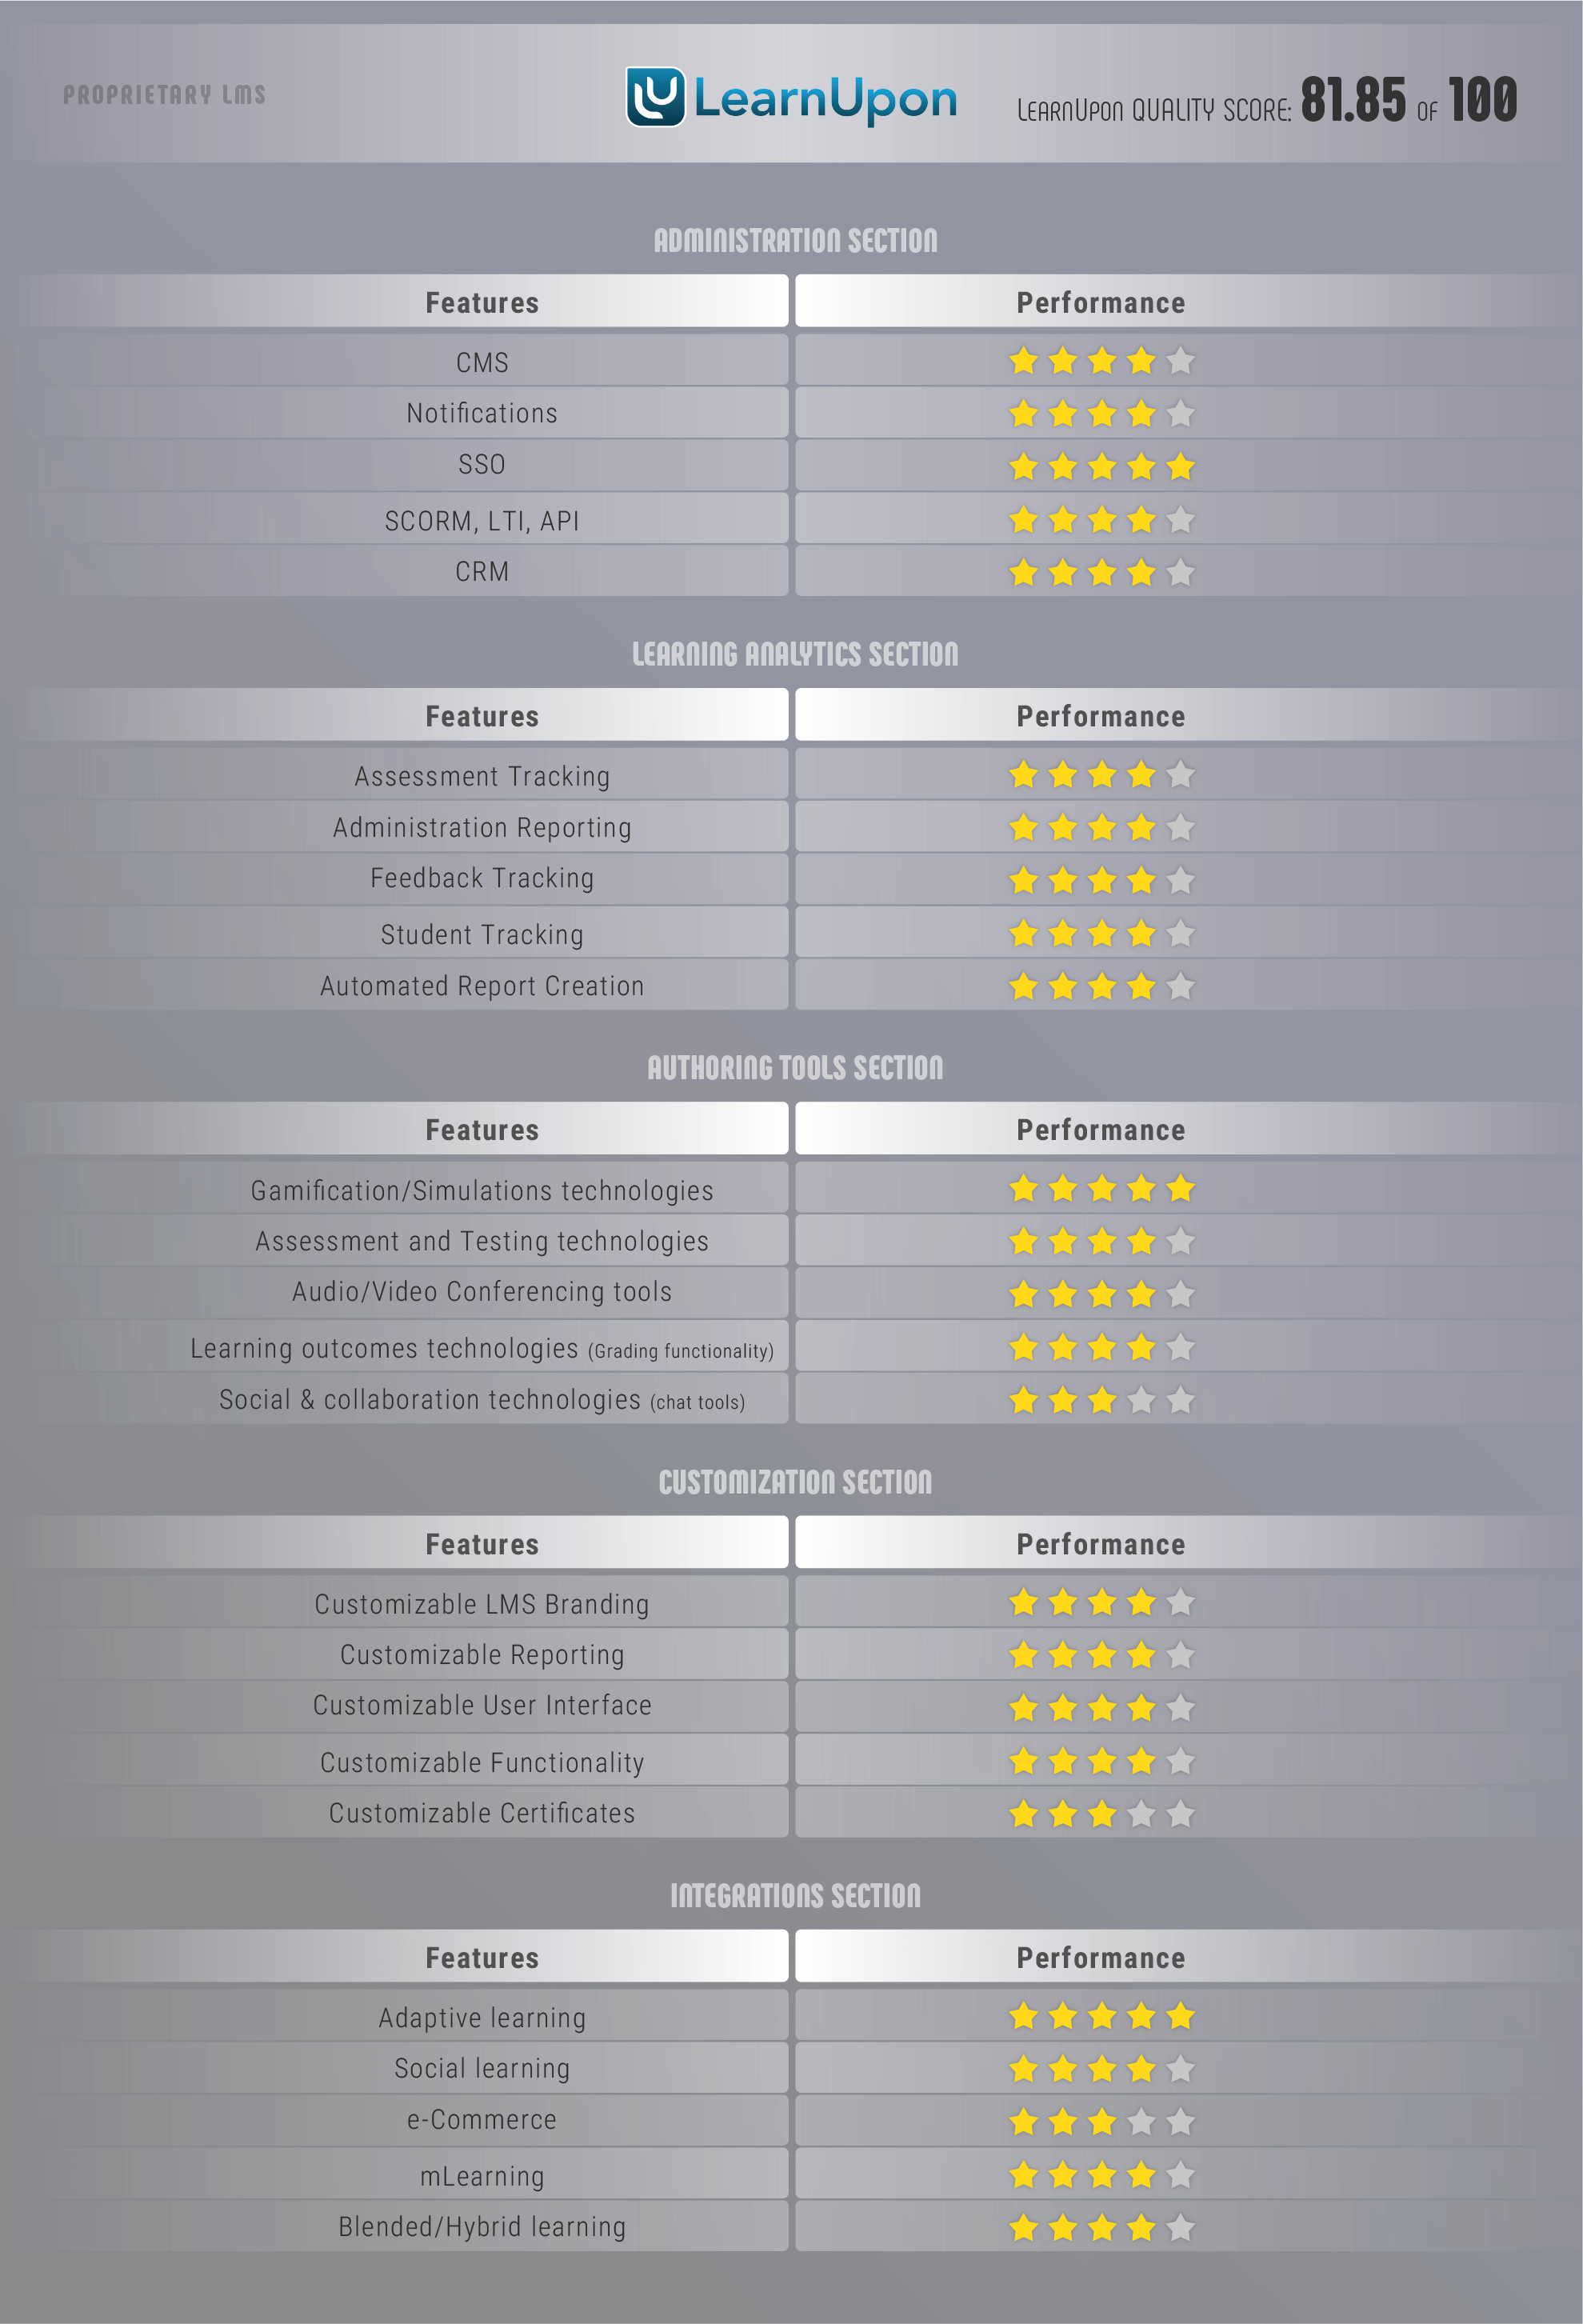 PROPRIETARY LMS
LearnUpon
LearnUpon QUALITY SCORE: 81.85 OF 100
ADMINISTRATION SECTION
Features Performance
CMS
Notifications
SSO
SCORM, LTI, API
CRM
LEARNING ANALYTICS SECTION
Features Performance
Assessment Tracking
Administration Reporting
Feedback Tracking
Student Tracking
Automated Report Creation
AUTHORING TOOLS SECTION
Features Performance
Gamification/Simulations technologies
Assessment and Testing technologies
Audio/Video Conferencing tools
Learning outcomes technologies (Grading functionality)
Social & collaboration technologies (chat tools)
CUSTOMIZATION SECTION
Features Performance
Customizable LMS Branding
Customizable Reporting
Customizable User Interface
Customizable Functionality
Customizable Certificates
INTEGRATIONS SECTION
Features Performance
Adaptive learning
Social learning
e-Commerce
mLearning
Blended/Hybrid learning